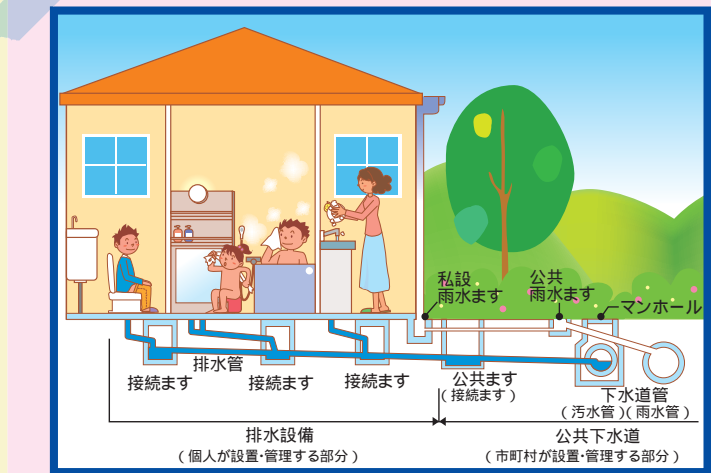 私設
雨水ます
公共
雨水ます
マンホール
排水管
接続ます
接続ます
接続ます
公共ます
(接続ます)
下水道管
(汚水管)(雨水管)
排水設備
(個人が設置・管理する部分)
公共下水道
(市町村が設置・管理する部分)